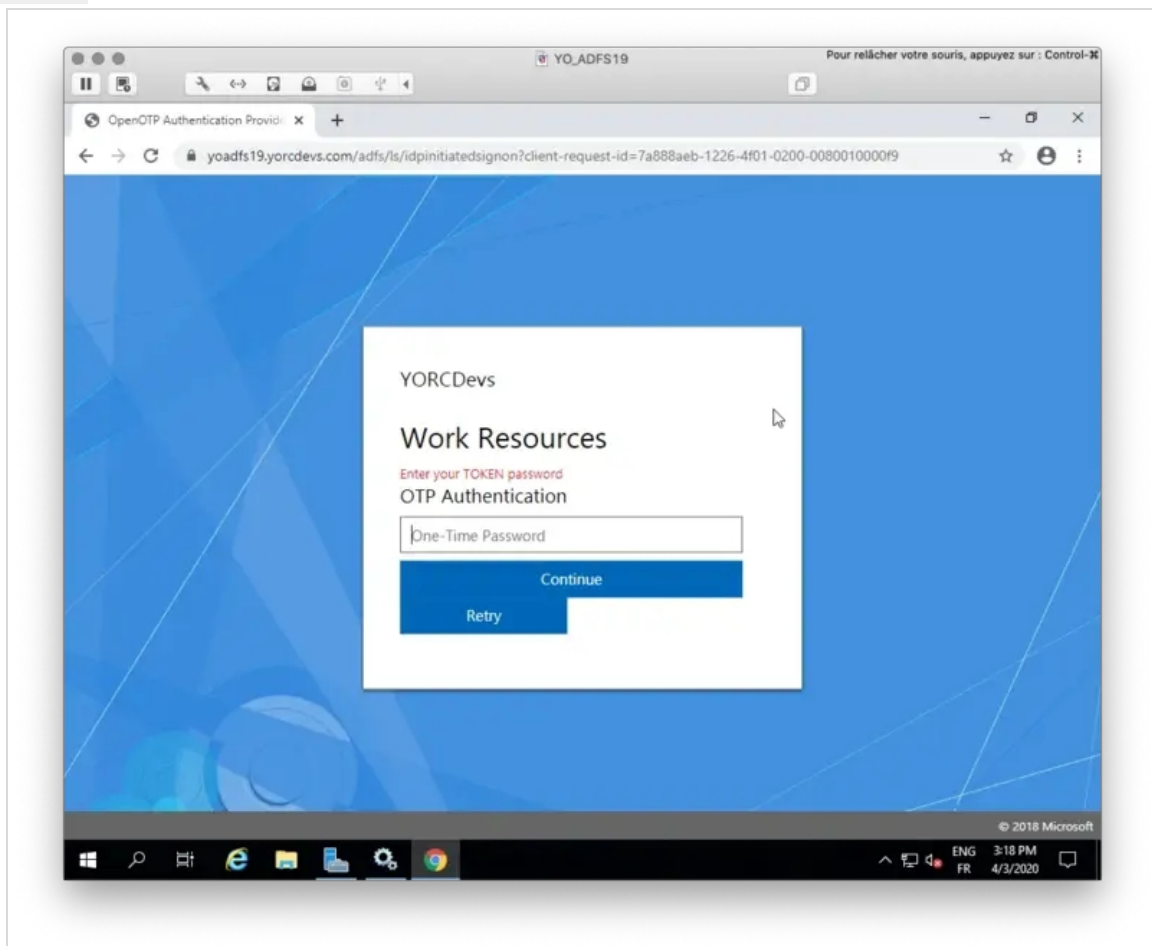 YO_ADFS19
Pour relâcher votre souris, appuyez sur : Control-⌘
OpenOTP Authentication Provid
yoadfs19.yorcdevs.com/adfs/ls/idpinitiatedsignon?client-request-id=7a888aeb-1226-4f01-0200-0080010000f9
YORCDevs
Work Resources
Enter your TOKEN password
OTP Authentication
One-Time Password
Continue
Retry
© 2018 Microsoft
ENG
FR
3:18 PM
4/3/2020